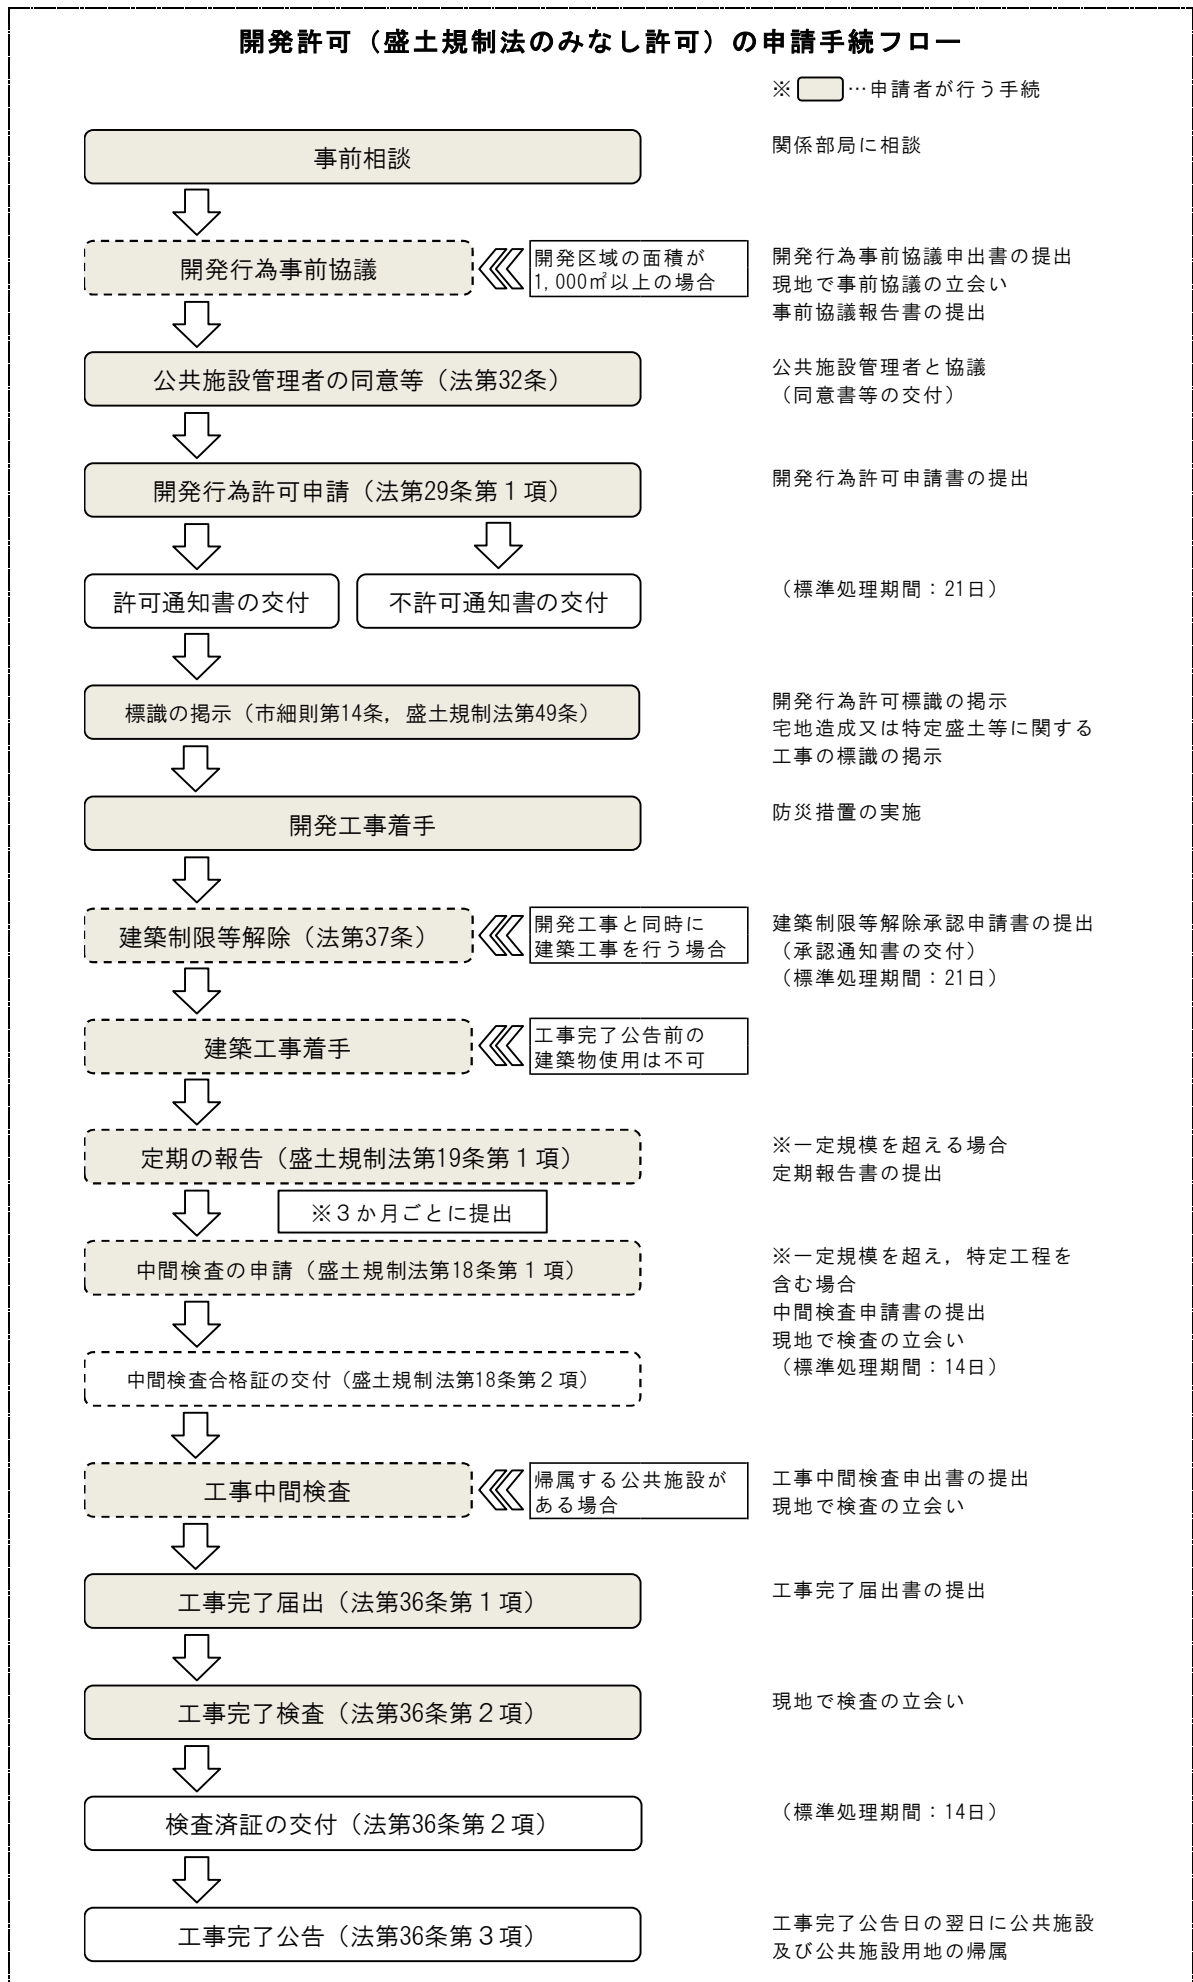 開発許可（盛土規制法のみなし許可）の申請手続フロー
※　　…申請者が行う手続
事前相談
関係部局に相談
開発行為事前協議
開発区域の面積が
1,000㎡以上の場合
開発行為事前協議申出書の提出
現地で事前協議の立会い
事前協議報告書の提出
公共施設管理者の同意等（法第32条）
公共施設管理者と協議
（同意書等の交付）
開発行為許可申請（法第29条第１項）
開発行為許可申請書の提出
許可通知書の交付
不許可通知書の交付
（標準処理期間：21日）
標識の掲示（市細則第14条，盛土規制法第49条）
開発行為許可標識の掲示
宅地造成又は特定盛土等に関する
工事の標識の掲示
開発工事着手
防災措置の実施
建築制限等解除（法第37条）
開発工事と同時に
建築工事を行う場合
建築制限等解除承認申請書の提出
（承認通知書の交付）
（標準処理期間：21日）
建築工事着手
工事完了公告前の
建築物使用は不可
定期の報告（盛土規制法第19条第１項）
※一定規模を超える場合
定期報告書の提出
※３か月ごとに提出
中間検査の申請（盛土規制法第18条第１項）
※一定規模を超え，特定工程を
含む場合
中間検査申請書の提出
現地で検査の立会い
（標準処理期間：14日）
中間検査合格証の交付（盛土規制法第18条第２項）
工事中間検査
帰属する公共施設が
ある場合
工事中間検査申出書の提出
現地で検査の立会い
工事完了届出（法第36条第１項）
工事完了届出書の提出
工事完了検査（法第36条第２項）
現地で検査の立会い
検査済証の交付（法第36条第２項）
（標準処理期間：14日）
工事完了公告（法第36条第３項）
工事完了公告日の翌日に公共施設
及び公共施設用地の帰属